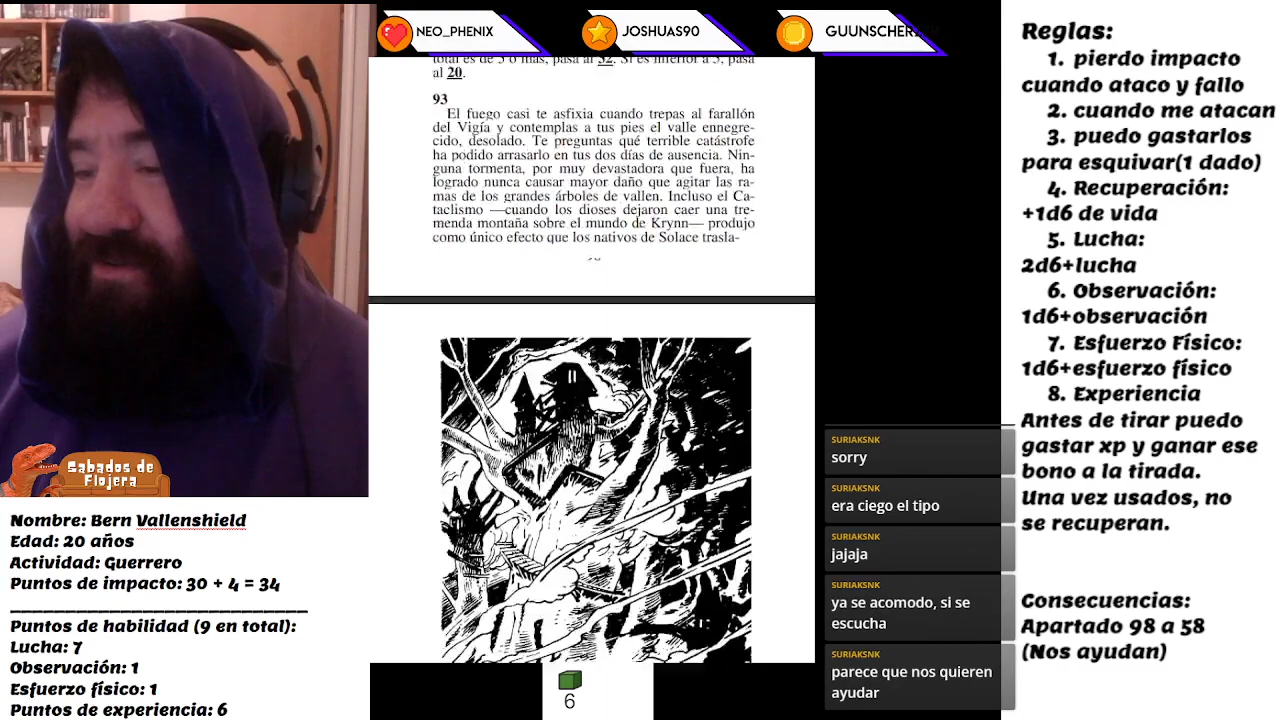 NEO_PHENIX
JOSHUAS90
GUUNSCHER
total es de 5 o más, pasa al 52. Si es inferior a 5, pasa
al 20.
93
El fuego casi te asfixia cuando trepas al farallón
del Vigía y contemplas a tus pies el valle ennegre-
cido, desolado. Te preguntas qué terrible catástrofe
ha podido arrasarlo en tus dos días de ausencia. Nin-
guna tormenta, por muy devastadora que fuera, ha
logrado nunca causar mayor daño que agitar las ra-
mas de los grandes árboles de vallen. Incluso el Ca-
taclismo —cuando los dioses dejaron caer una tre-
menda montaña sobre el mundo de Krynn— produjo
como único efecto que los nativos de Solace trasla-
Sabados de
Flojera
Nombre: Bern Vallenshield
Edad: 20 años
Actividad: Guerrero
Puntos de impacto: 30 + 4 = 34
Puntos de habilidad (9 en total):
Lucha: 7
Observación: 1
Esfuerzo físico: 1
Puntos de experiencia: 6
6
SURIAKSNK
sorry
SURIAKSNK
era ciego el tipo
SURIAKSNK
jajaja
SURIAKSNK
ya se acomodo, si se
escucha
SURIAKSNK
parece que nos quieren
ayudar
Reglas:
1. pierdo impacto
cuando ataco y fallo
2. cuando me atacan
3. puedo gastarlos
para esquivar(1 dado)
4. Recuperación:
+1d6 de vida
5. Lucha:
2d6+lucha
6. Observación:
1d6+observación
7. Esfuerzo Físico:
1d6+esfuerzo físico
8. Experiencia
Antes de tirar puedo
gastar xp y ganar ese
bono a la tirada.
Una vez usados, no
se recuperan.
Consecuencias:
Apartado 98 a 58
(Nos ayudan)